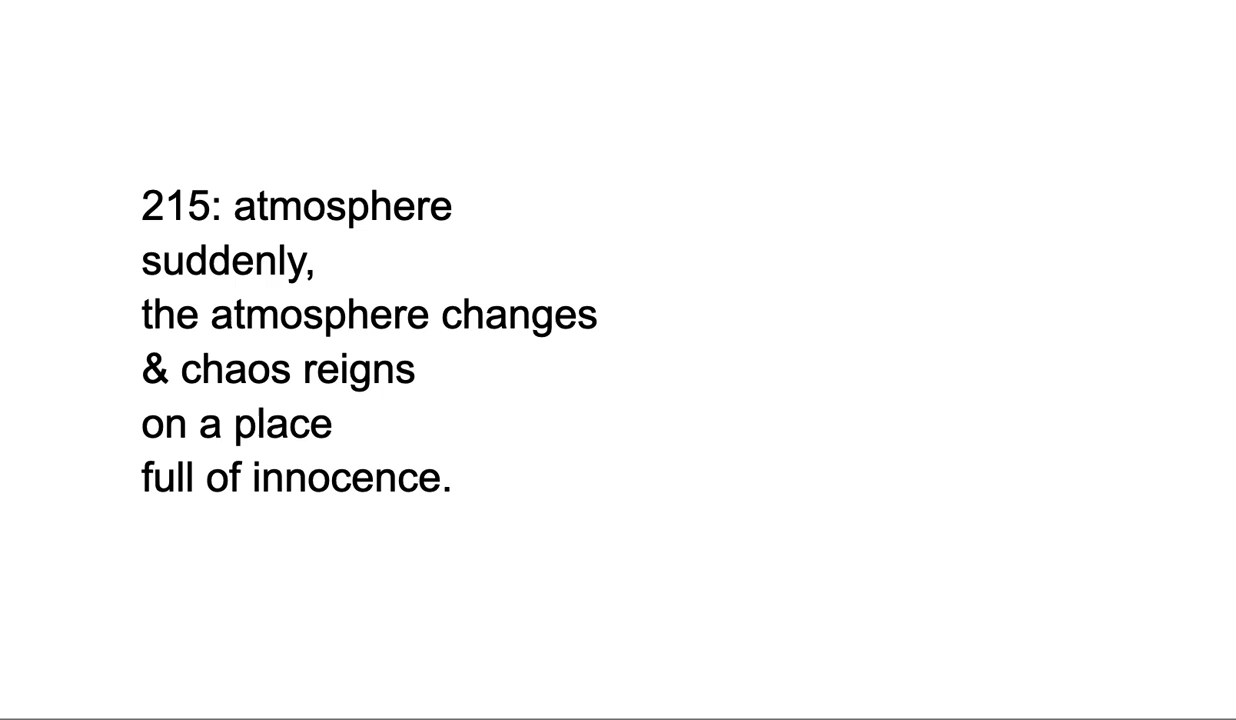 215: atmosphere
suddenly,
the atmosphere changes
& chaos reigns
on a place
full of innocence.